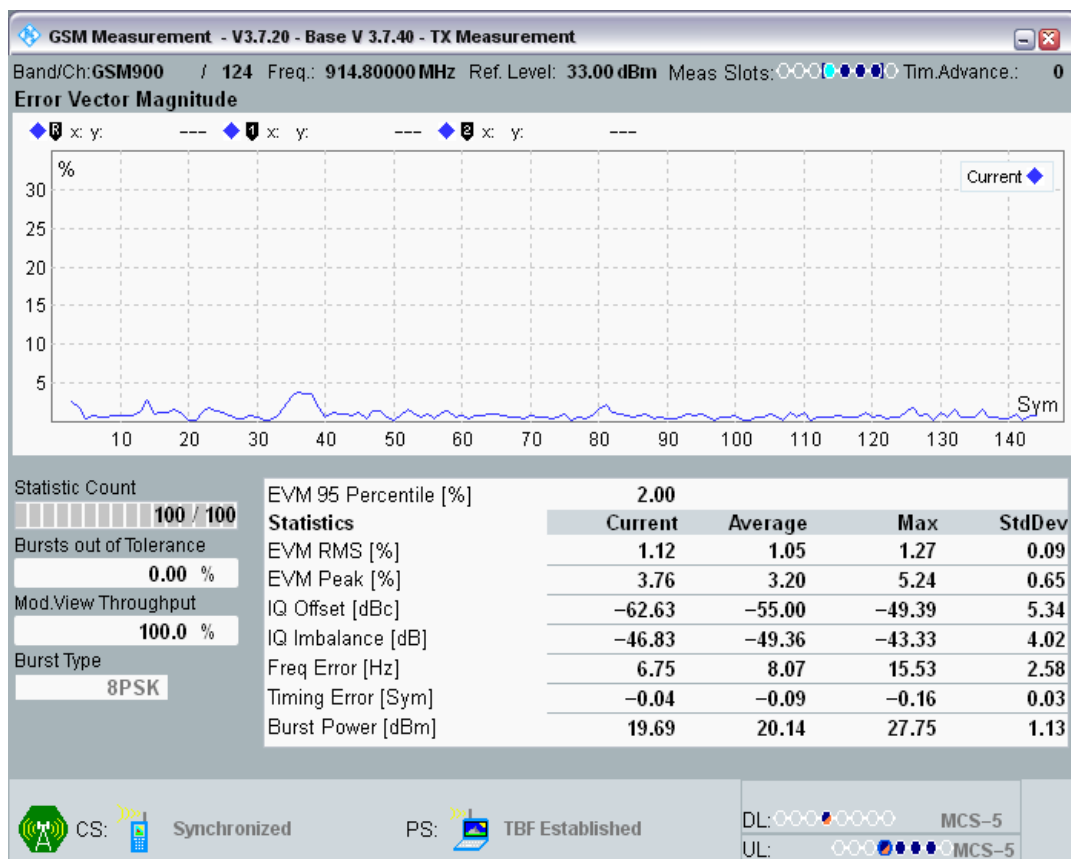 GSM Measurement - V3.7.20 - Base V 3.7.40 - TX Measurement
Band/Ch:GSM900 / 124 Freq.: 914.80000 MHz Ref. Level: 33.00 dBm Meas Slots: Tim.Advance.: 0
Error Vector Magnitude
R x: y: --- 1 x: y: --- 2 x: y: ---
%
Current
30
25
20
15
10
5
Sym
10 20 30 40 50 60 70 80 90 100 110 120 130 140
Statistic Count
100 / 100
Bursts out of Tolerance
0.00 %
Mod.View Throughput
100.0 %
Burst Type
8PSK
EVM 95 Percentile [%] 2.00
Statistics Current Average Max StdDev
EVM RMS [%] 1.12 1.05 1.27 0.09
EVM Peak [%] 3.76 3.20 5.24 0.65
IQ Offset [dBc] −62.63 −55.00 −49.39 5.34
IQ Imbalance [dB] −46.83 −49.36 −43.33 4.02
Freq Error [Hz] 6.75 8.07 15.53 2.58
Timing Error [Sym] −0.04 −0.09 −0.16 0.03
Burst Power [dBm] 19.69 20.14 27.75 1.13
CS: Synchronized PS: TBF Established
DL: MCS−5
UL: MCS−5